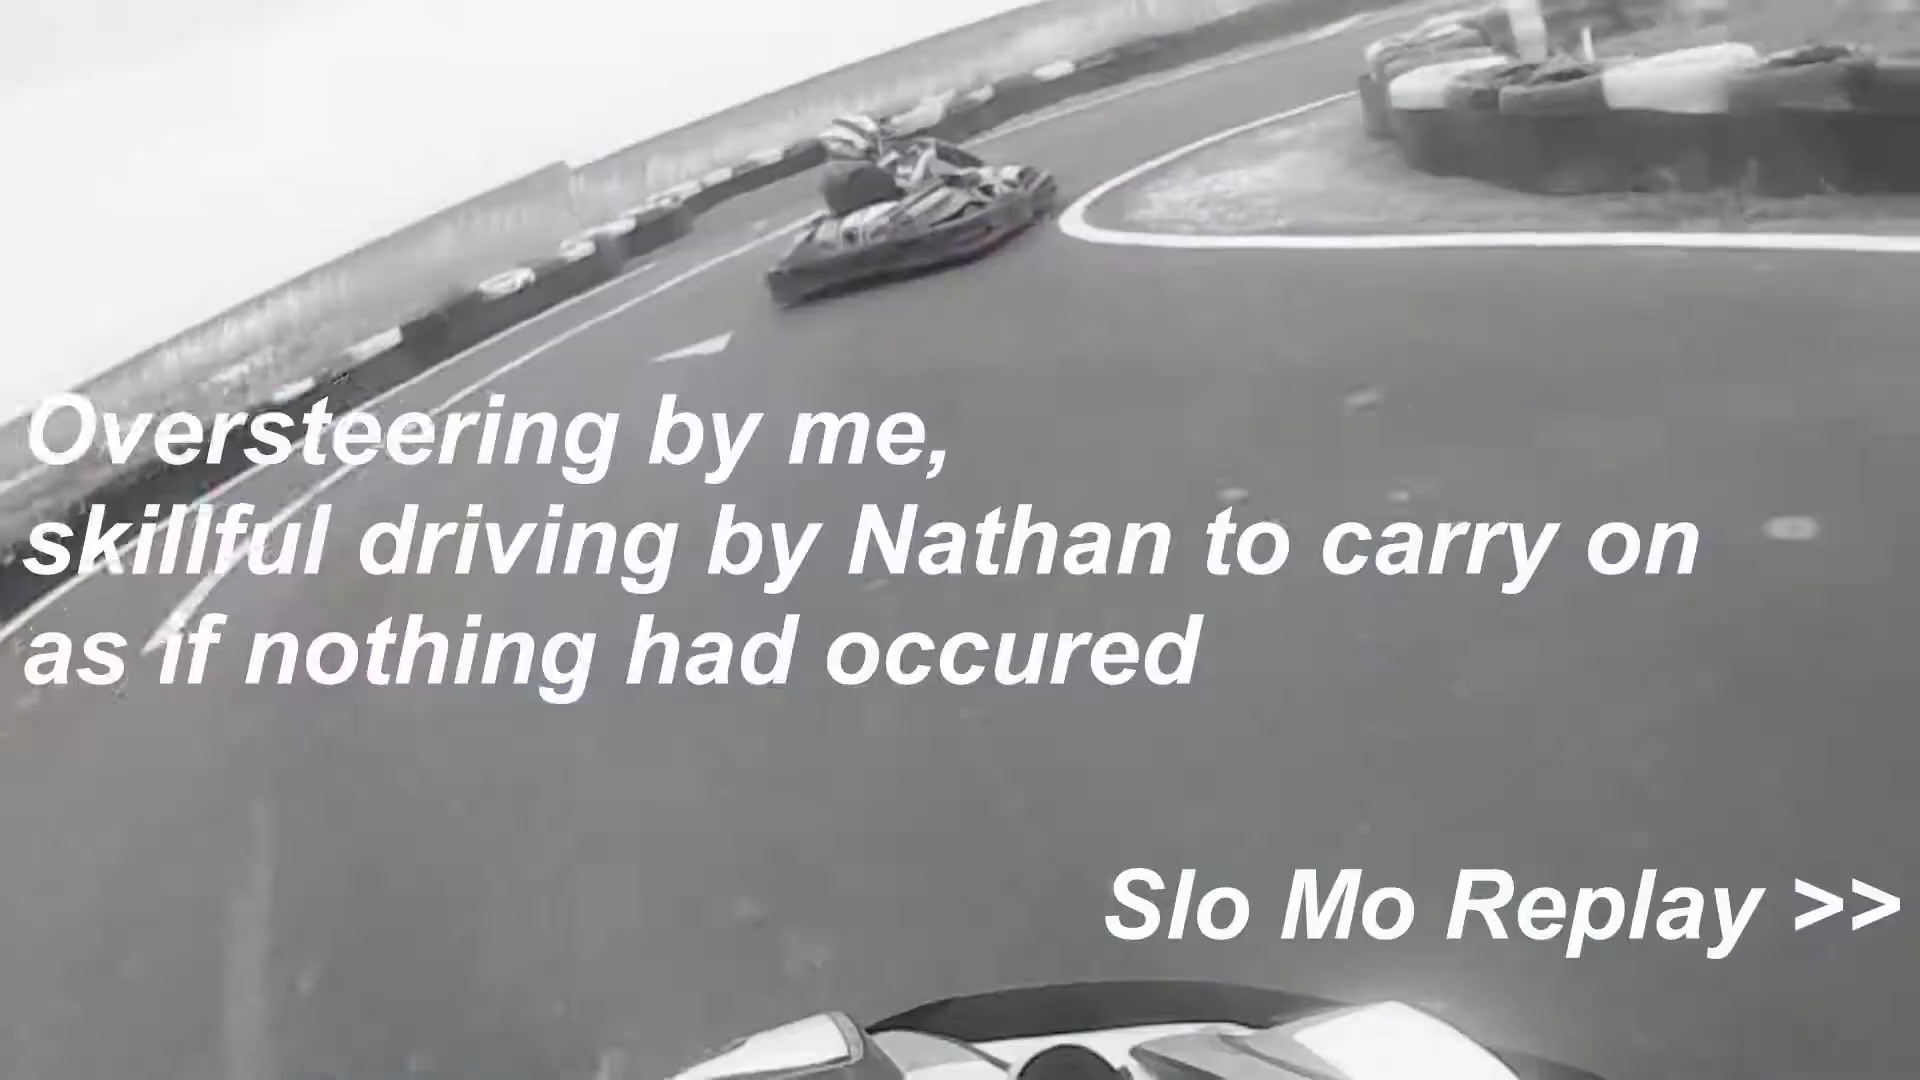 Oversteering by me,
skillful driving by Nathan to carry on
as if nothing had occured
Slo Mo Replay >>